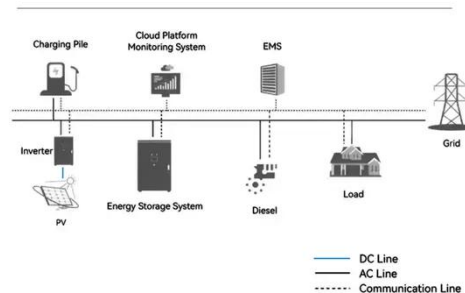 Charging Pile
Cloud Platform
Monitoring System
EMS
Grid
Inverter
PV
Energy Storage System
Diesel
Load
DC Line
AC Line
Communication Line